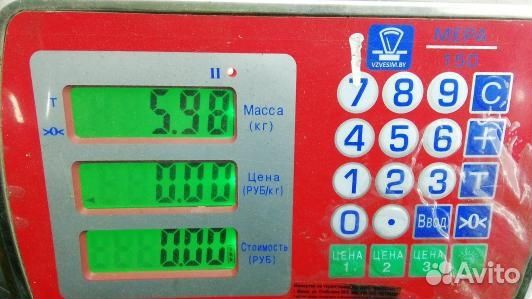 VZVESIM.BY
МЕРА
150
II
T
>0<
5.98
Масса
(кг)
0.00
Цена
(РУБ/кг)
0.00
Стоимость
(РУБ)
7 8 9 C
4 5 6
1 2 3 T
0 • Ввод >0<
ЦЕНА 1 ЦЕНА 2 ЦЕНА 3
Avito